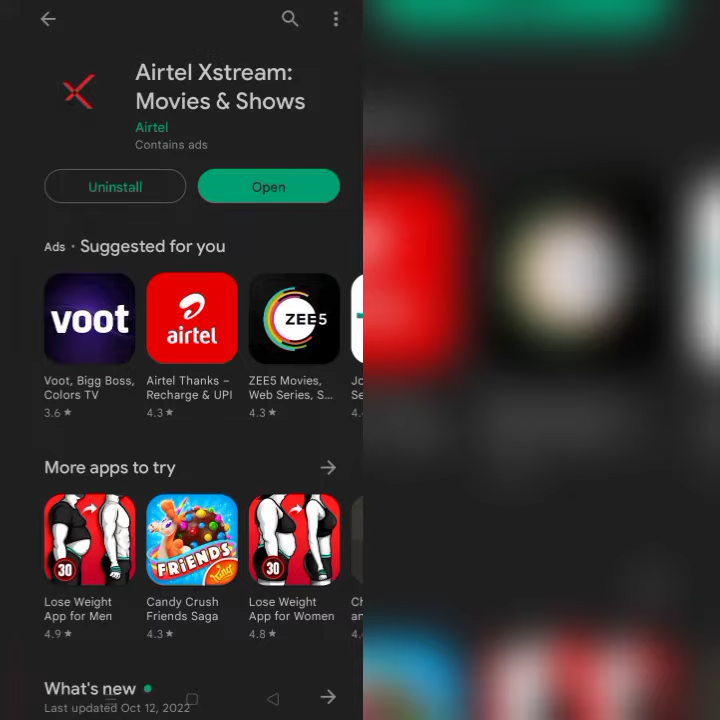 Airtel Xstream:
Movies & Shows
Airtel
Contains ads
Uninstall
Open
Ads • Suggested for you
voot
airtel
ZEE5
Voot, Bigg Boss,
Colors TV
3.6 ★
Airtel Thanks –
Recharge & UPI
4.3 ★
ZEE5 Movies,
Web Series, S...
4.3 ★
More apps to try
30
FRiENDS
King
30
Lose Weight
App for Men
4.9 ★
Candy Crush
Friends Saga
4.3 ★
Lose Weight
App for Women
4.8 ★
What's new
Last updated Oct 12, 2022